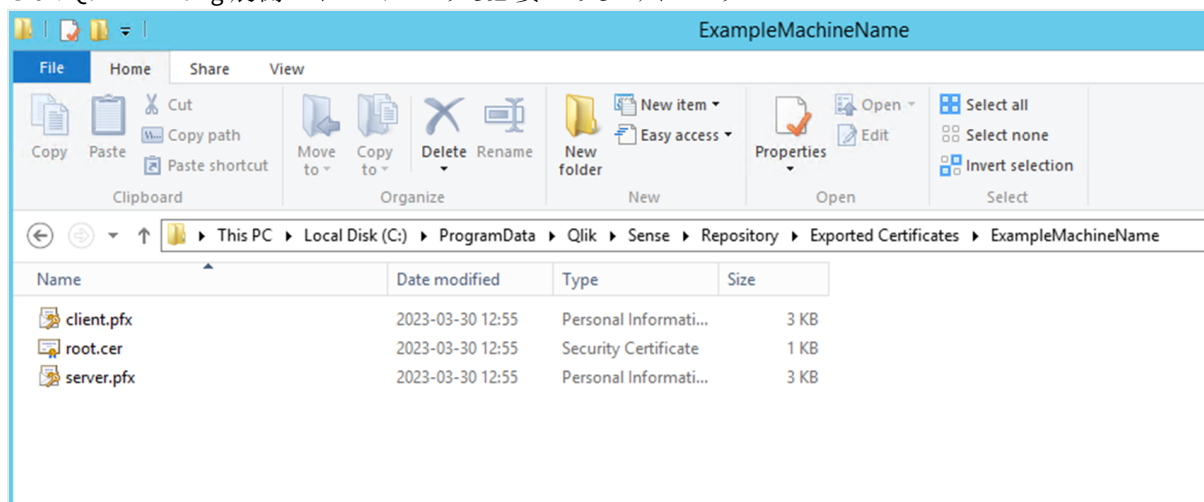 ExampleMachineName
File Home Share View
Copy Paste Cut Copy path Paste shortcut
Clipboard
Move to Copy to Delete Rename
Organize
New folder New item Easy access
New
Properties Open Edit
Open
Select all Select none Invert selection
Select
This PC Local Disk (C:) ProgramData Qlik Sense Repository Exported Certificates ExampleMachineName
Name Date modified Type Size
client.pfx 2023-03-30 12:55 Personal Informati... 3 KB
root.cer 2023-03-30 12:55 Security Certificate 1 KB
server.pfx 2023-03-30 12:55 Personal Informati... 3 KB